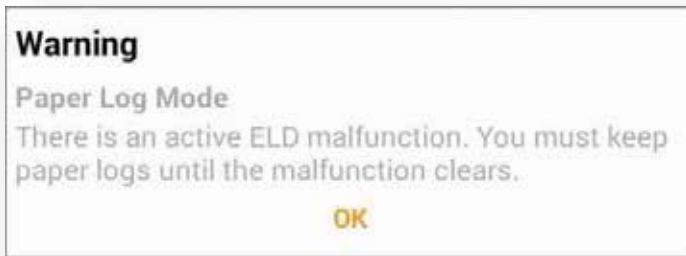 Warning
Paper Log Mode
There is an active ELD malfunction. You must keep
paper logs until the malfunction clears.
OK